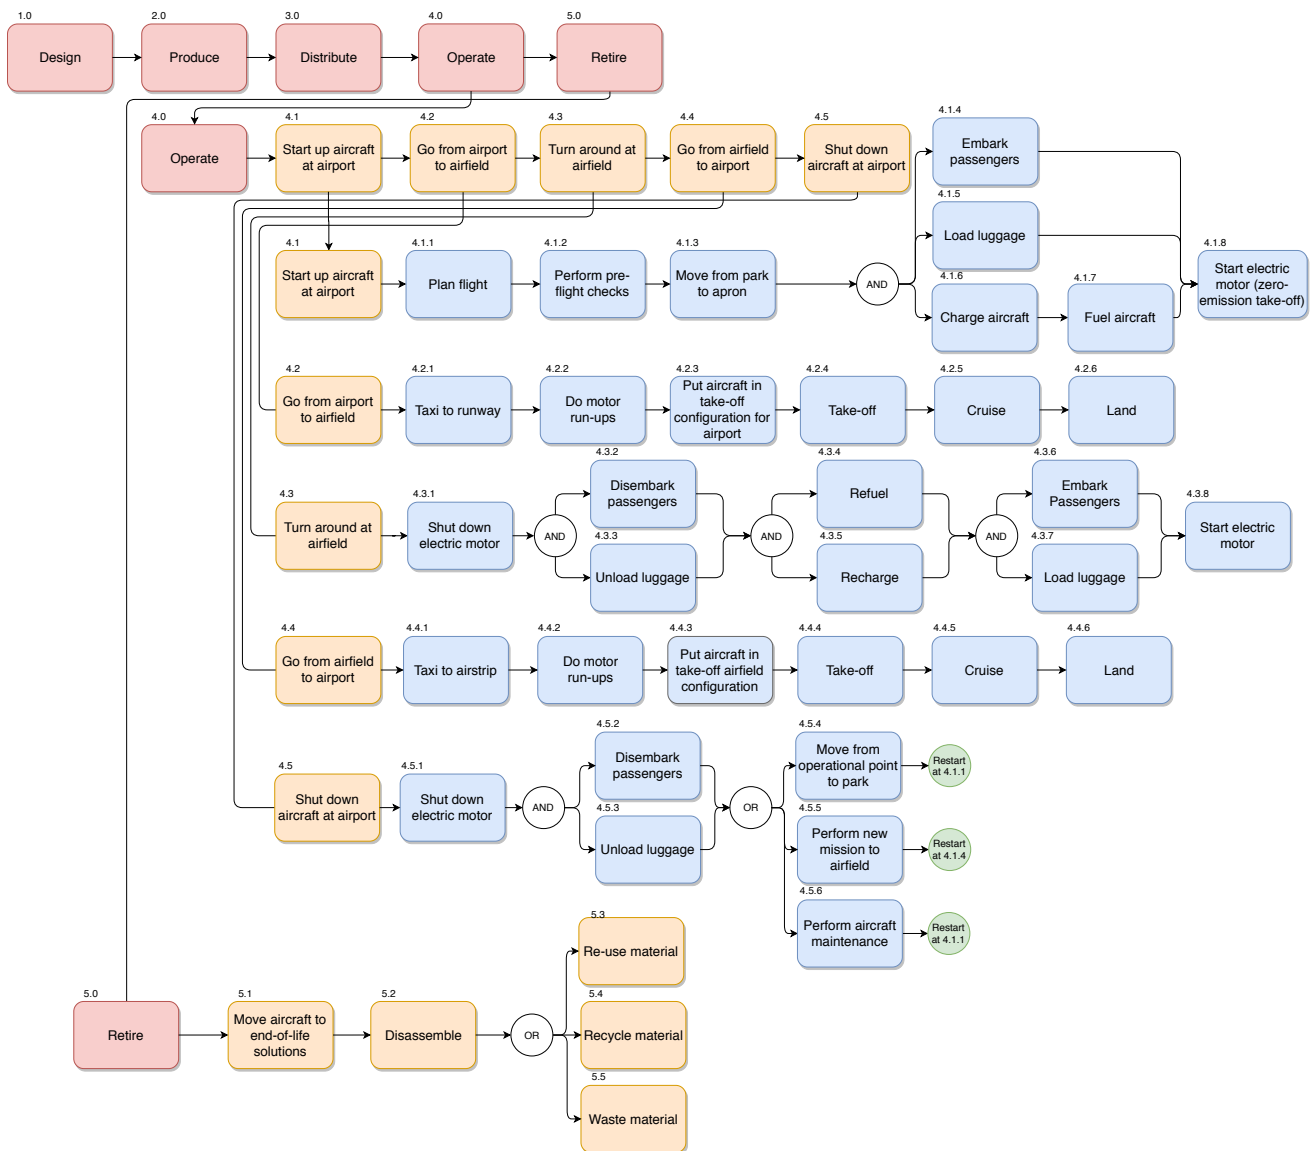 1.0
Design
2.0
Produce
3.0
Distribute
4.0
Operate
5.0
Retire
4.0
Operate
4.1
Start up aircraft
at airport
4.2
Go from airport
to airfield
4.3
Turn around at
airfield
4.4
Go from airfield
to airport
4.5
Shut down
aircraft at airport
4.1
Start up aircraft
at airport
4.1.1
Plan flight
4.1.2
Perform pre-
flight checks
4.1.3
Move from park
to apron
AND
4.1.4
Embark
passengers
4.1.5
Load luggage
4.1.6
Charge aircraft
4.1.7
Fuel aircraft
4.1.8
Start electric
motor (zero-
emission take-off)
4.2
Go from airport
to airfield
4.2.1
Taxi to runway
4.2.2
Do motor
run-ups
4.2.3
Put aircraft in
take-off
configuration for
airport
4.2.4
Take-off
4.2.5
Cruise
4.2.6
Land
4.3
Turn around at
airfield
4.3.1
Shut down
electric motor
AND
4.3.2
Disembark
passengers
4.3.3
Unload luggage
AND
4.3.4
Refuel
4.3.5
Recharge
AND
4.3.6
Embark
Passengers
4.3.7
Load luggage
4.3.8
Start electric
motor
4.4
Go from airfield
to airport
4.4.1
Taxi to airstrip
4.4.2
Do motor
run-ups
4.4.3
Put aircraft in
take-off airfield
configuration
4.4.4
Take-off
4.4.5
Cruise
4.4.6
Land
4.5
Shut down
aircraft at airport
4.5.1
Shut down
electric motor
AND
4.5.2
Disembark
passengers
4.5.3
Unload luggage
OR
4.5.4
Move from
operational point
to park
Restart
at 4.1.1
4.5.5
Perform new
mission to
airfield
Restart
at 4.1.4
4.5.6
Perform aircraft
maintenance
Restart
at 4.1.1
5.0
Retire
5.1
Move aircraft to
end-of-life
solutions
5.2
Disassemble
OR
5.3
Re-use material
5.4
Recycle material
5.5
Waste material